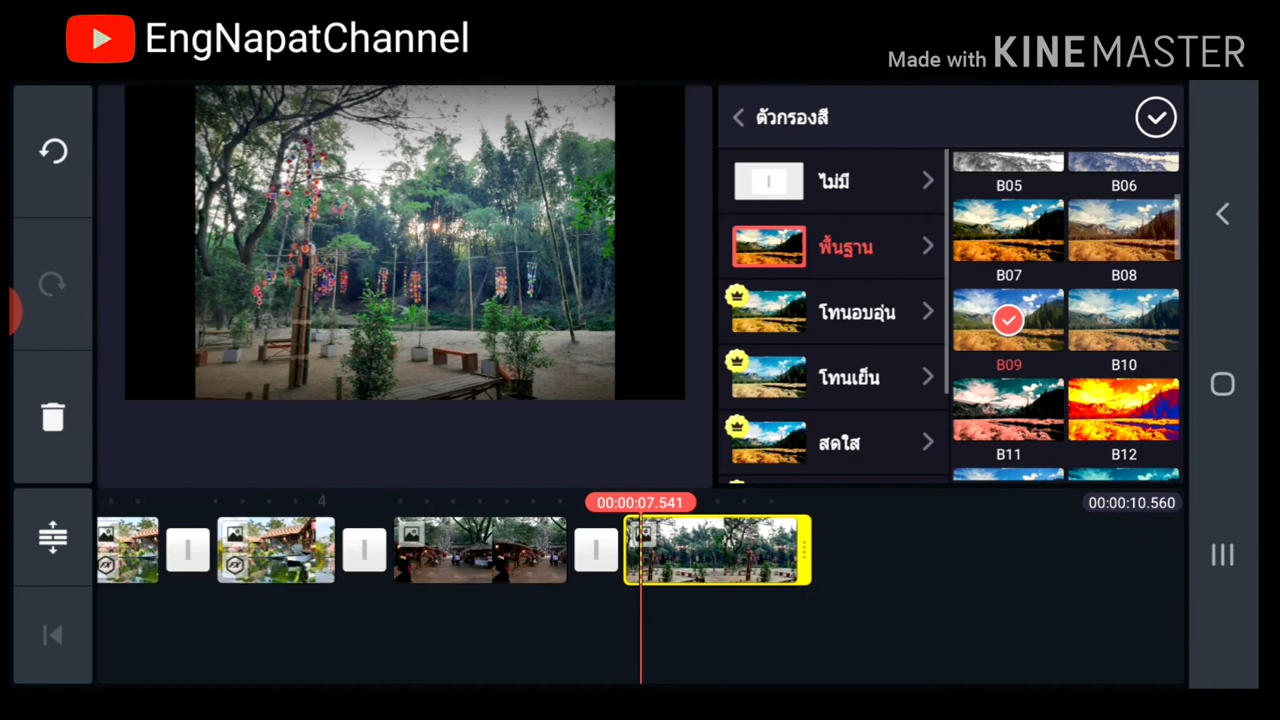 EngNapatChannel
Made with KINEMASTER
ตัวกรองสี
ไม่มี
พื้นฐาน
โทนอบอุ่น
โทนเย็น
สดใส
B05 B06
B07 B08
B09 B10
B11 B12
4
00:00:07.541
00:00:10.560